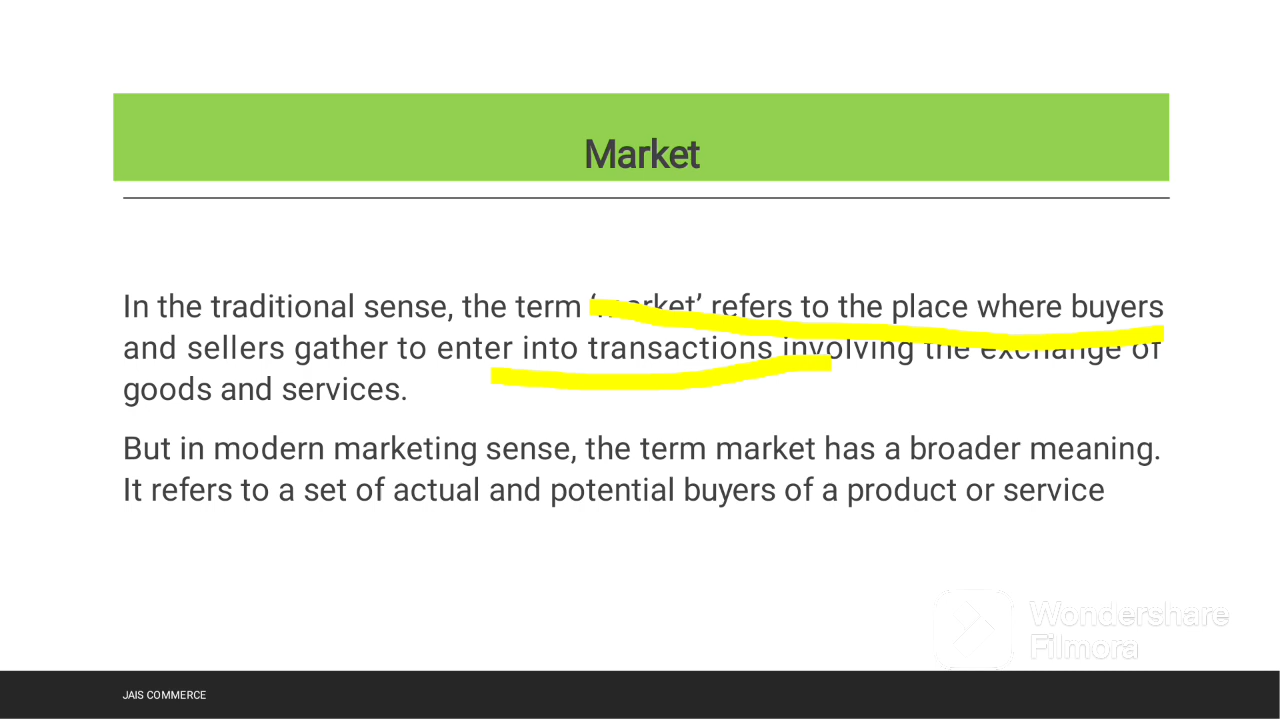 Market
In the traditional sense, the term ‘market’ refers to the place where buyers
and sellers gather to enter into transactions involving the exchange of
goods and services.
But in modern marketing sense, the term market has a broader meaning.
It refers to a set of actual and potential buyers of a product or service
Wondershare
Filmora
JAIS COMMERCE